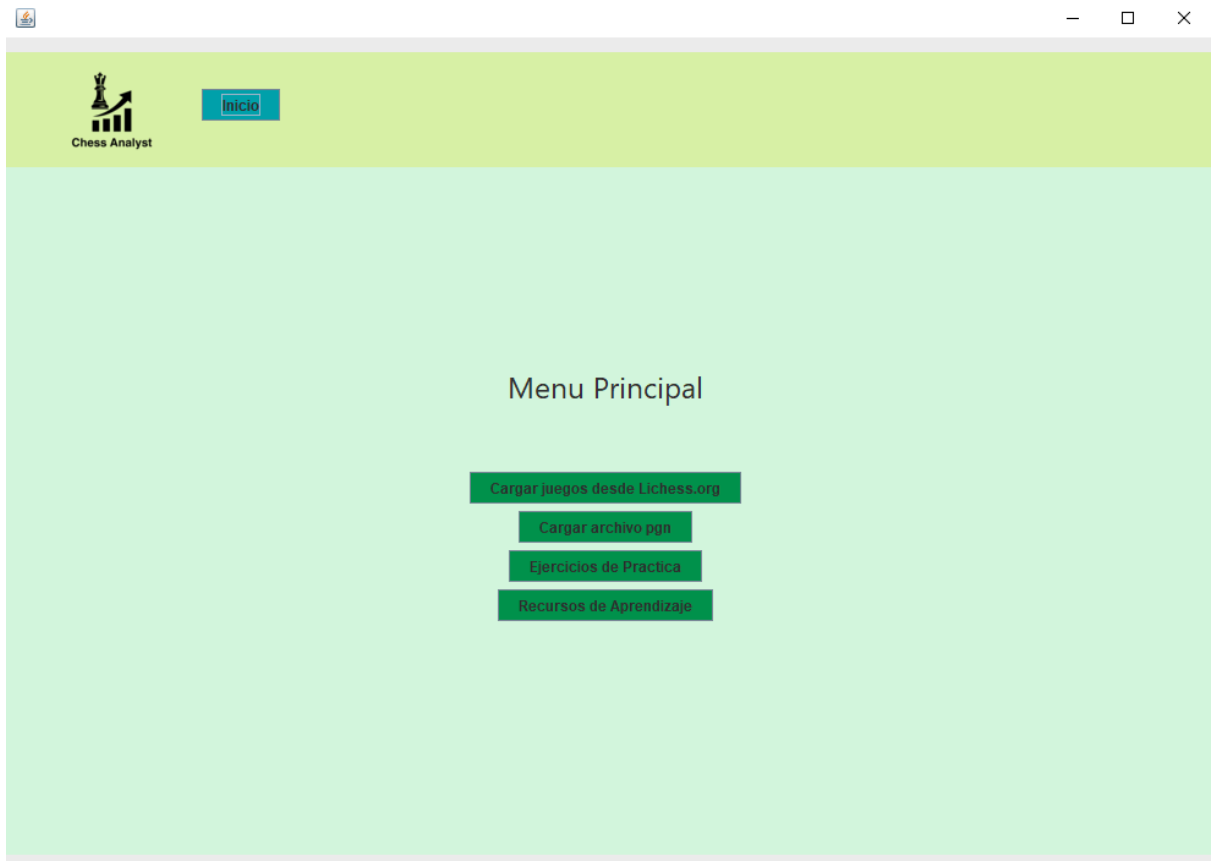 Inicio
Chess Analyst
Menu Principal
Cargar juegos desde Lichess.org
Cargar archivo pgn
Ejercicios de Practica
Recursos de Aprendizaje